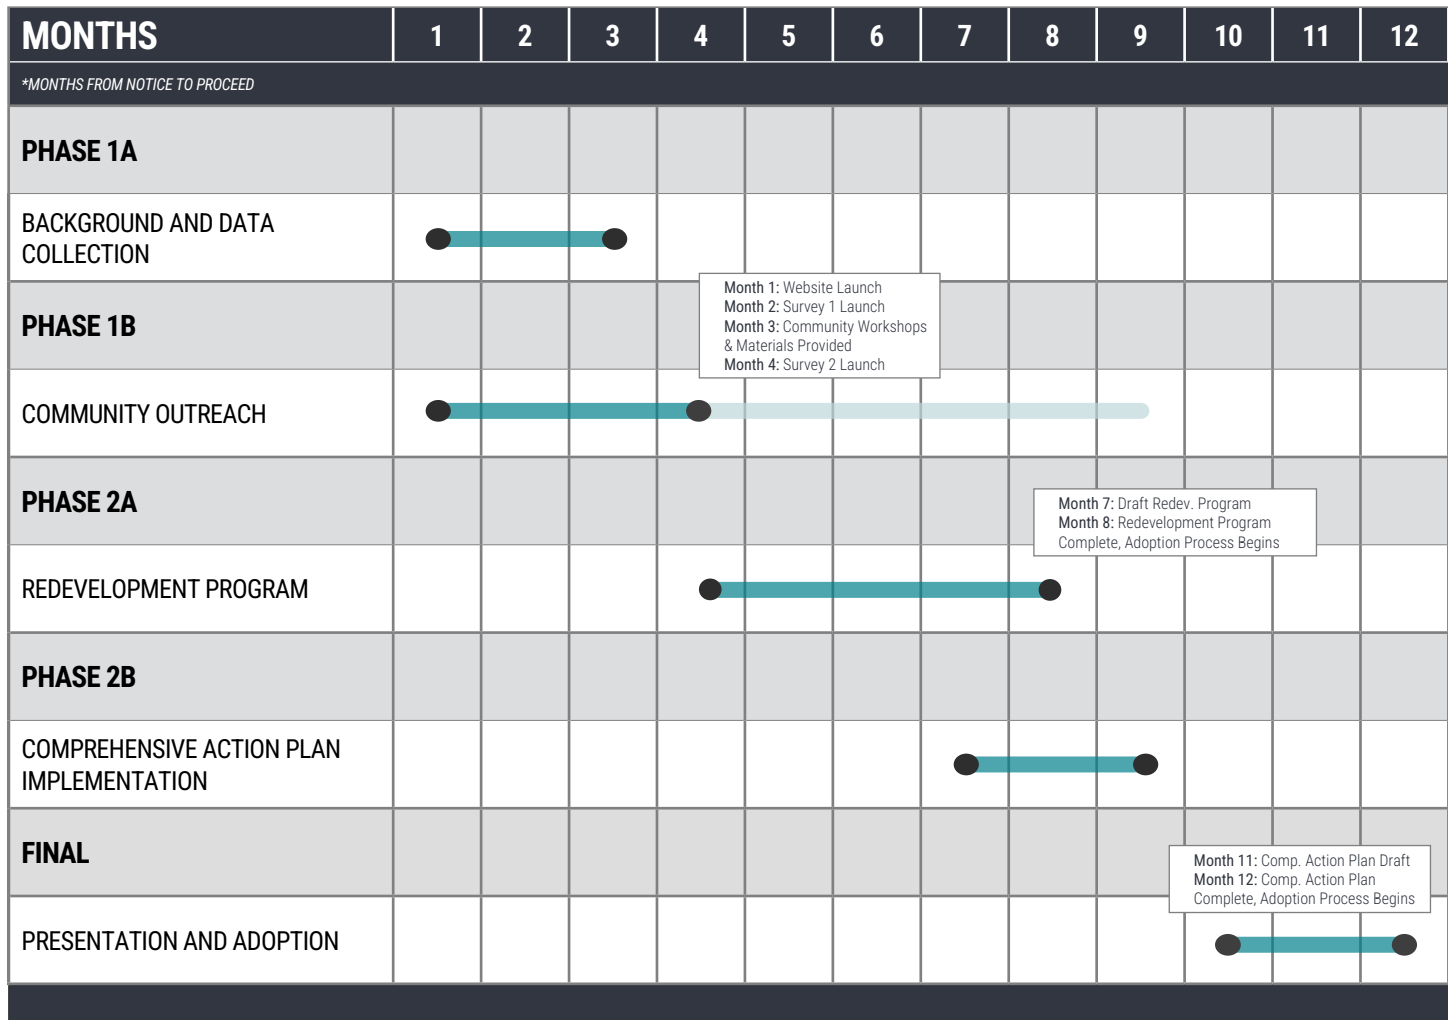 MONTHS 1 2 3 4 5 6 7 8 9 10 11 12
*MONTHS FROM NOTICE TO PROCEED
PHASE 1A
BACKGROUND AND DATA
COLLECTION
Month 1: Website Launch
Month 2: Survey 1 Launch
Month 3: Community Workshops
& Materials Provided
Month 4: Survey 2 Launch
PHASE 1B
COMMUNITY OUTREACH
PHASE 2A
Month 7: Draft Redev. Program
Month 8: Redevelopment Program
Complete, Adoption Process Begins
REDEVELOPMENT PROGRAM
PHASE 2B
COMPREHENSIVE ACTION PLAN
IMPLEMENTATION
FINAL
Month 11: Comp. Action Plan Draft
Month 12: Comp. Action Plan
Complete, Adoption Process Begins
PRESENTATION AND ADOPTION